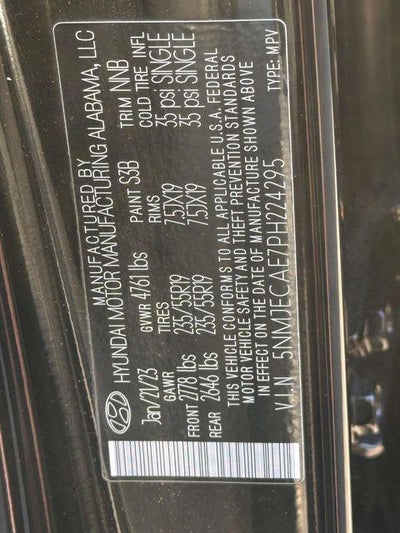 MANUFACTURED BY
HYUNDAI MOTOR MANUFACTURING ALABAMA, LLC
Jan/21/23 PAINT S3B TRIM NNB
GVWR 4761 lbs
GAWR TIRES RIMS COLD TIRE INFL
FRONT 2778 lbs 235/55R19 7.5JX19 35 psi SINGLE
REAR 2646 lbs 235/55R19 7.5JX19 35 psi SINGLE
THIS VEHICLE CONFORMS TO ALL APPLICABLE U.S.A. FEDERAL
MOTOR VEHICLE SAFETY AND THEFT PREVENTION STANDARDS
IN EFFECT ON THE DATE OF MANUFACTURE SHOWN ABOVE
V.I.N 5NMJECAE7PH224295 TYPE: MPV